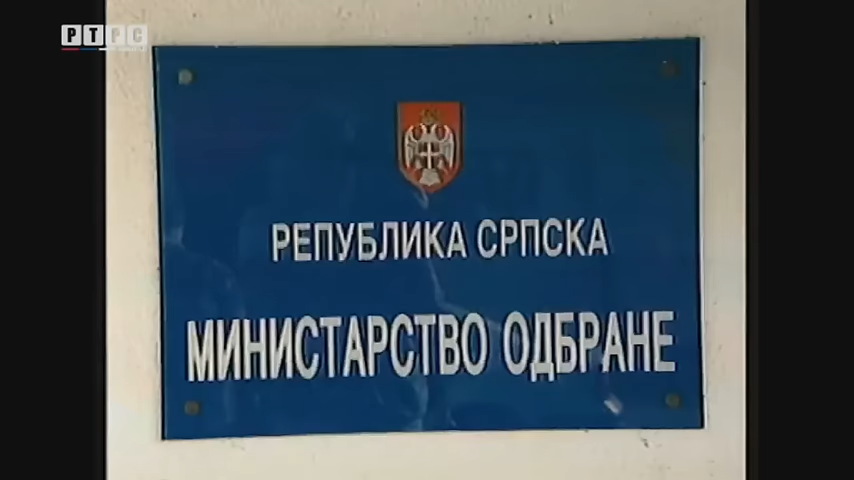 РТРС
РЕПУБЛИКА СРПСКА
МИНИСТАРСТВО ОДБРАНЕ